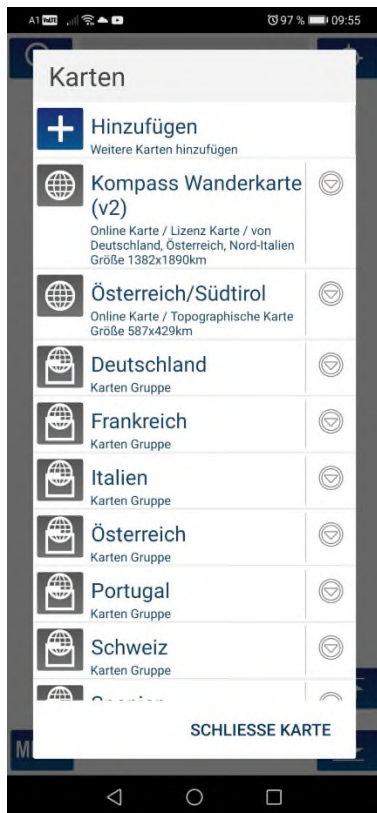 A1 VoLTE 97 % 09:55
Karten
Hinzufügen
Weitere Karten hinzufügen
Kompass Wanderkarte
(v2)
Online Karte / Lizenz Karte / von
Deutschland, Österreich, Nord-Italien
Größe 1382x1890km
Österreich/Südtirol
Online Karte / Topographische Karte
Größe 587x429km
Deutschland
Karten Gruppe
Frankreich
Karten Gruppe
Italien
Karten Gruppe
Österreich
Karten Gruppe
Portugal
Karten Gruppe
Schweiz
Karten Gruppe
SCHLIESSE KARTE